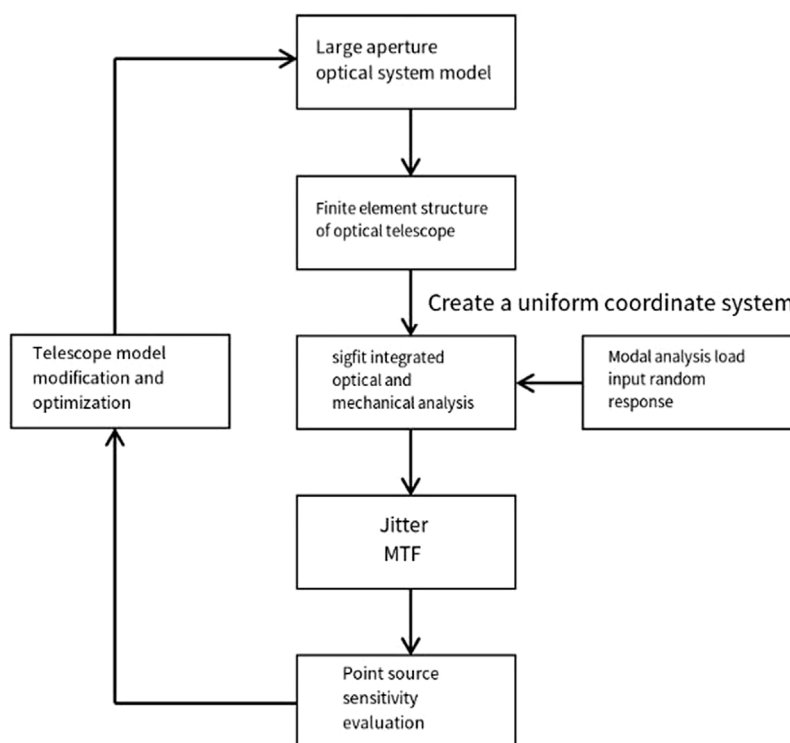 Large aperture
optical system model
Finite element structure
of optical telescope
Create a uniform coordinate system
Telescope model
modification and
optimization
sigfit integrated
optical and
mechanical analysis
Modal analysis load
input random
response
Jitter
MTF
Point source
sensitivity
evaluation